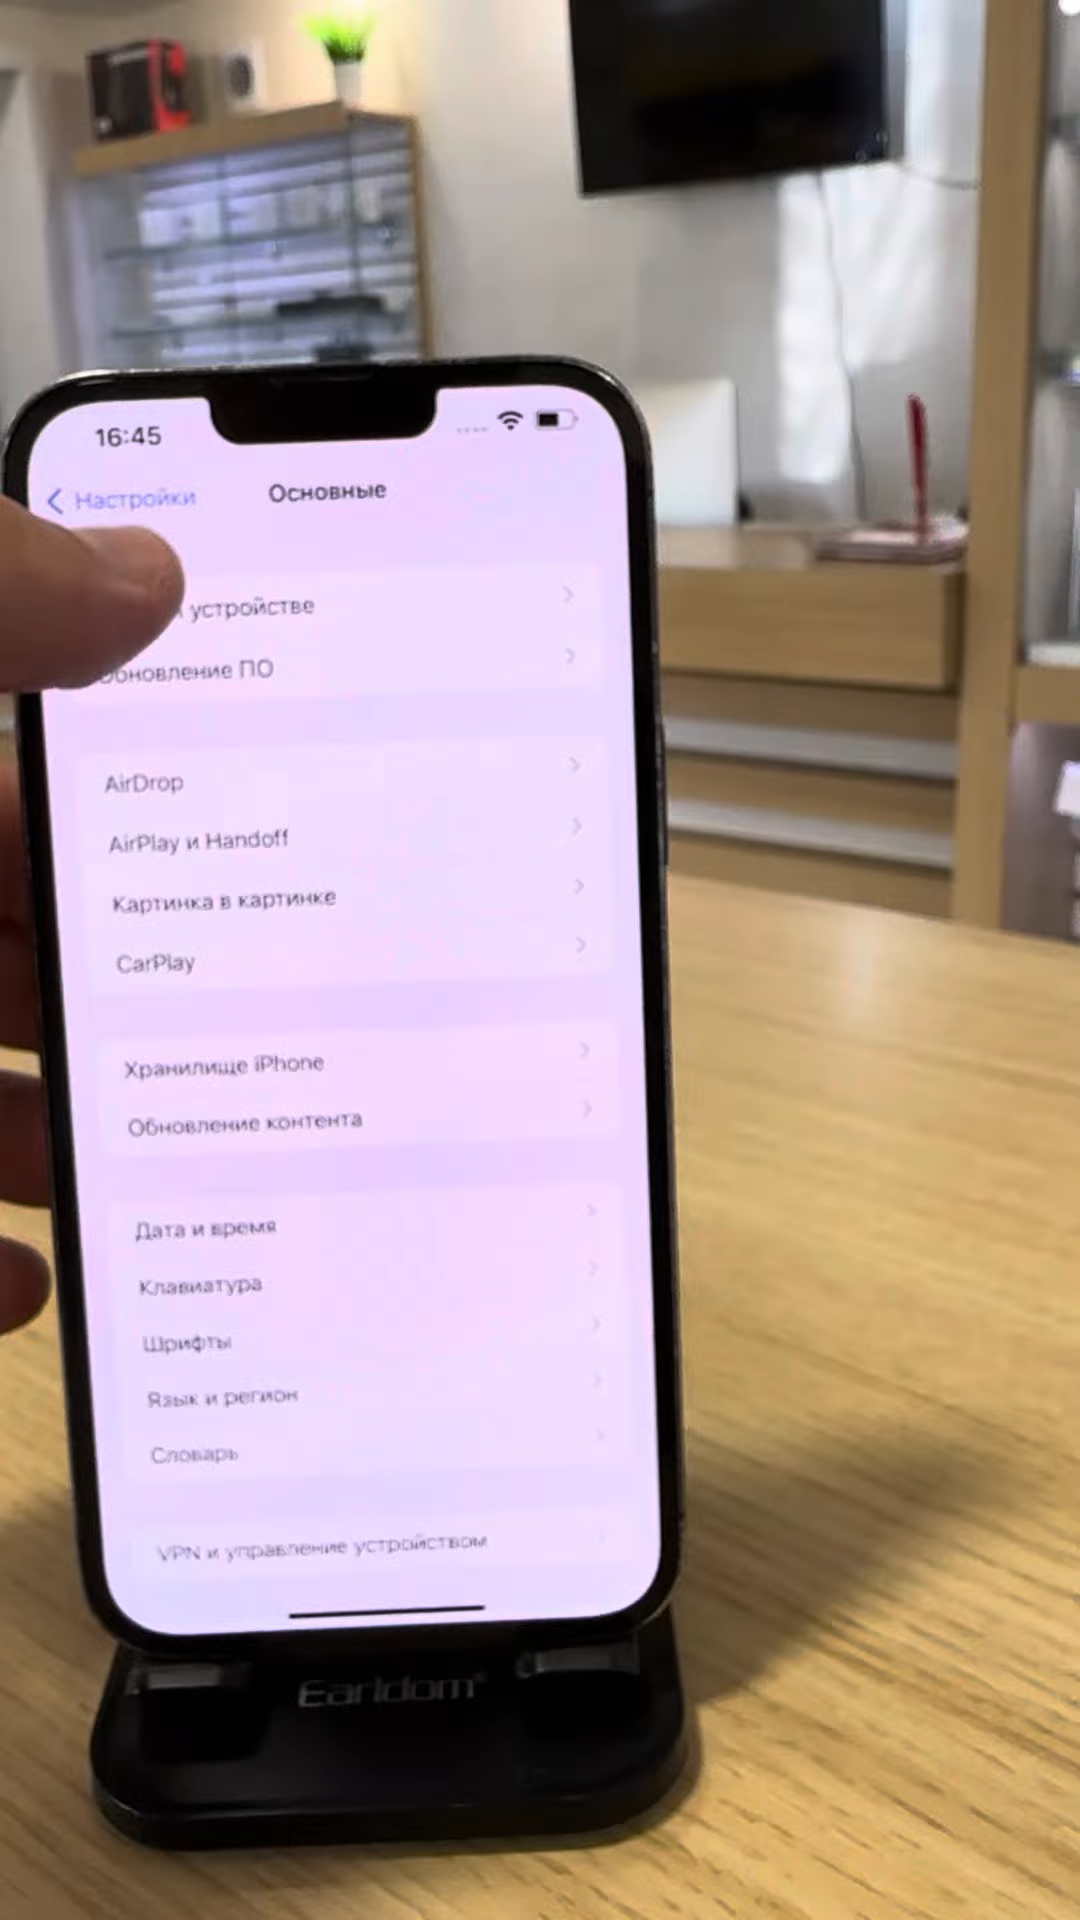 16:45
Настройки
Основные
устройстве
бновление ПО
AirDrop
AirPlay и Handoff
Картинка в картинке
CarPlay
Хранилище iPhone
Обновление контента
Дата и время
Клавиатура
Шрифты
Язык и регион
Словарь
VPN и управление устройством
Earldom